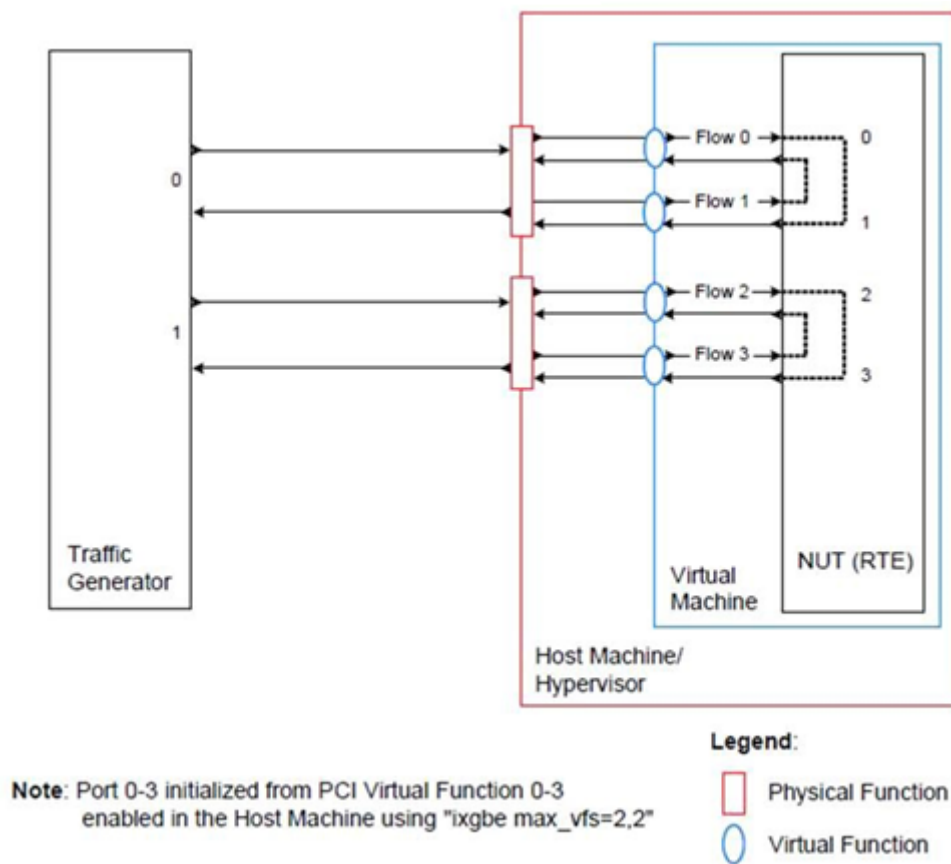 0
1
Traffic
Generator
Flow 0
0
Flow 1
1
Flow 2
2
Flow 3
3
NUT (RTE)
Virtual
Machine
Host Machine/
Hypervisor
Legend:
Physical Function
Virtual Function
Note: Port 0-3 initialized from PCI Virtual Function 0-3
enabled in the Host Machine using "ixgbe max_vfs=2,2"